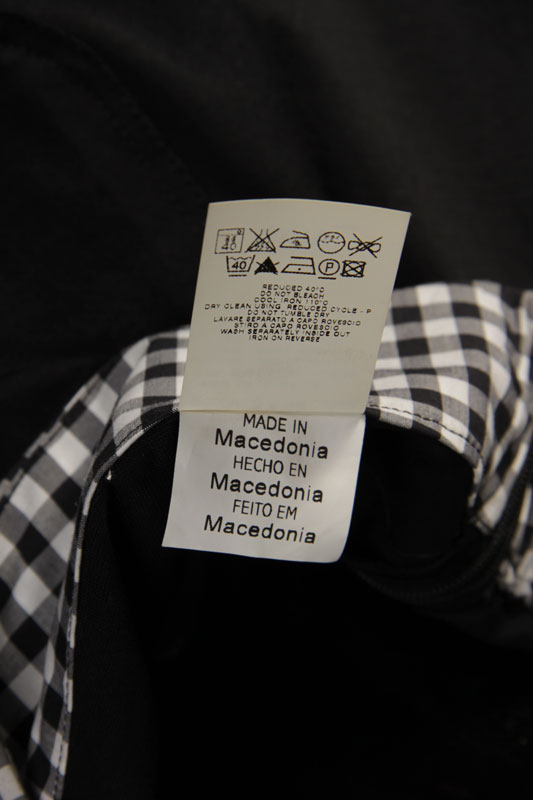 40
40 P
REDUCED 40°C
DO NOT BLEACH
COOL IRON 110°C
DRY CLEAN USING REDUCED CYCLE - P
DO NOT TUMBLE DRY
LAVARE SEPARATO A CAPO ROVESCIO
STIRO A CAPO ROVESCIO
WASH SEPARATELY INSIDE OUT
IRON ON REVERSE
MADE IN
Macedonia
HECHO EN
Macedonia
FEITO EM
Macedonia